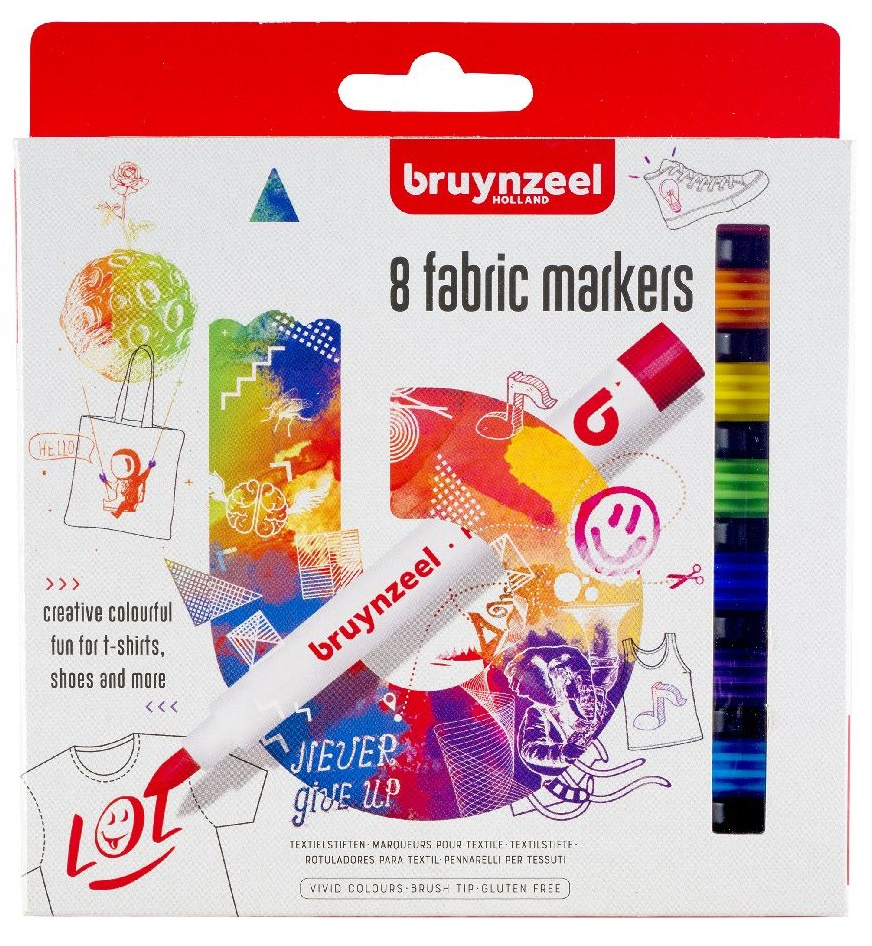 bruynzeel
HOLLAND
8 fabric markers
HELLO
bruynzeel
creative colourful
fun for t-shirts,
shoes and more
NEVER
giVE UP
LOL
TEXTIELSTIFTEN·MARQUEURS POUR TEXTILE·TEXTILSTIFTE·
ROTULADORES PARA TEXTIL·PENNARELLI PER TESSUTI
VIVID COLOURS·BRUSH TIP·GLUTEN FREE